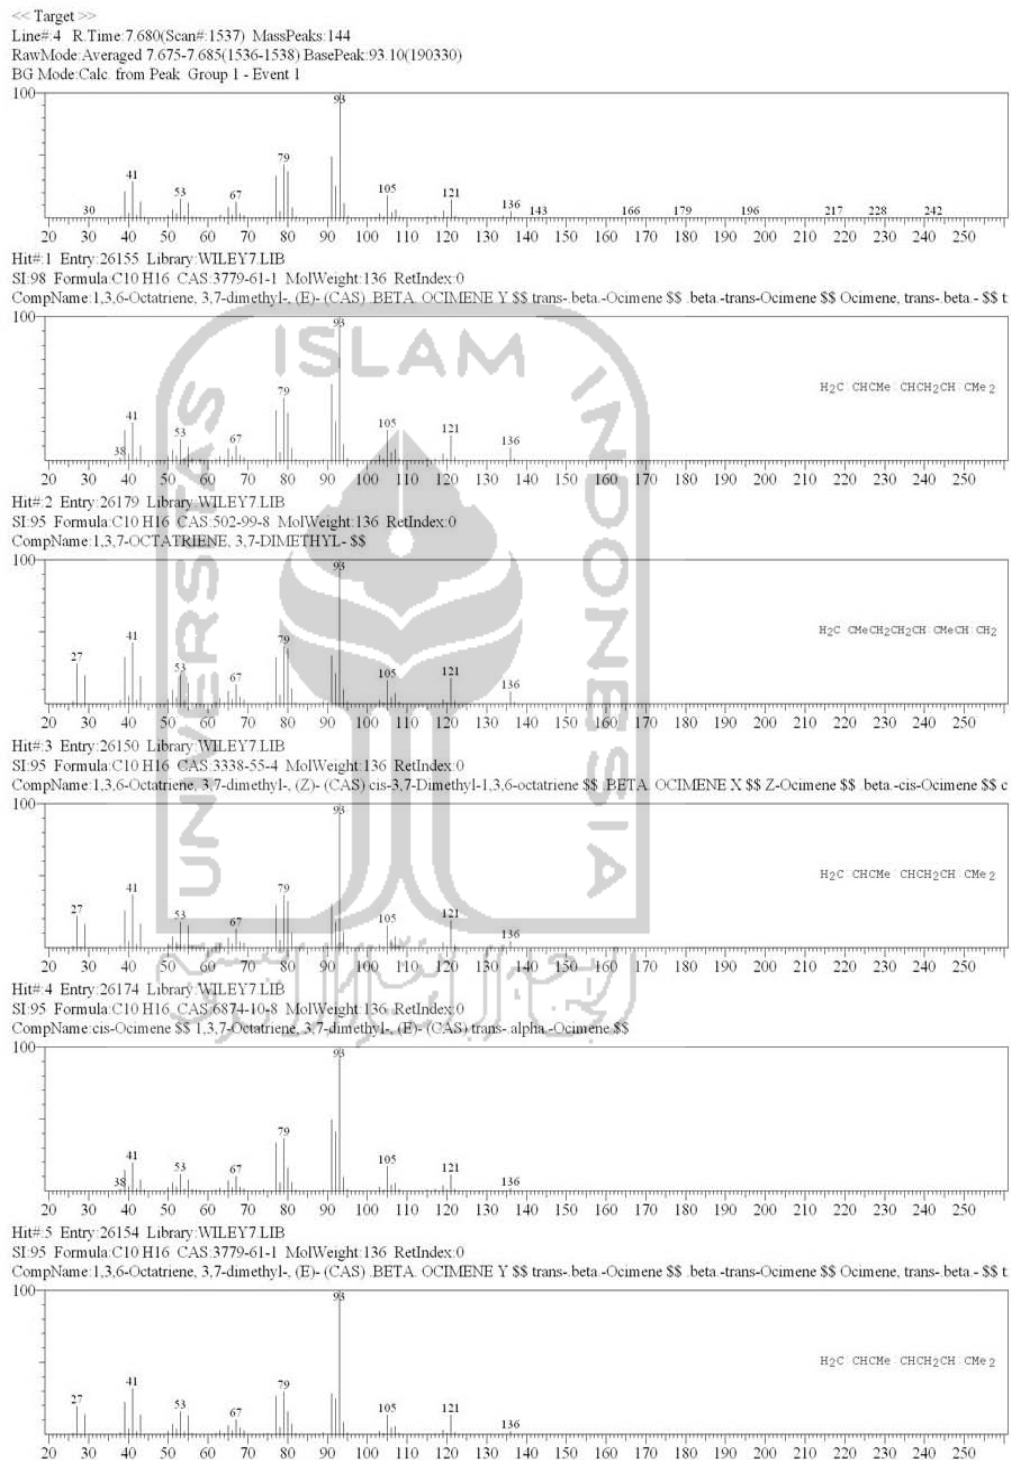 << Target >>
Line#:4 R.Time:7.680(Scan#:1537) MassPeaks:144
RawMode:Averaged 7.675-7.685(1536-1538) BasePeak:93.10(190330)
BG Mode:Calc. from Peak Group 1 - Event 1
100
93
79
41
53
67
105
121
136
30
143
166
179
196
217
228
242
20 30 40 50 60 70 80 90 100 110 120 130 140 150 160 170 180 190 200 210 220 230 240 250
Hit#:1 Entry:26155 Library:WILEY7.LIB
SI:98 Formula:C10 H16 CAS:3779-61-1 MolWeight:136 RetIndex:0
CompName:1,3,6-Octatriene, 3,7-dimethyl-, (E)- (CAS) .BETA. OCIMENE Y $$ trans-.beta.-Ocimene $$ .beta.-trans-Ocimene $$ Ocimene, trans-.beta.- $$ t
100
93
79
41
53
67
105
121
136
38
H2C CHCMe CHCH2CH CMe2
20 30 40 50 60 70 80 90 100 110 120 130 140 150 160 170 180 190 200 210 220 230 240 250
Hit#:2 Entry:26179 Library:WILEY7.LIB
SI:95 Formula:C10 H16 CAS:502-99-8 MolWeight:136 RetIndex:0
CompName:1,3,7-OCTATRIENE, 3,7-DIMETHYL- $$
100
93
79
41
27
53
67
105
121
136
H2C CMeCH2CH2CH CMeCH CH2
20 30 40 50 60 70 80 90 100 110 120 130 140 150 160 170 180 190 200 210 220 230 240 250
Hit#:3 Entry:26150 Library:WILEY7.LIB
SI:95 Formula:C10 H16 CAS:3338-55-4 MolWeight:136 RetIndex:0
CompName:1,3,6-Octatriene, 3,7-dimethyl-, (Z)- (CAS) cis-3,7-Dimethyl-1,3,6-octatriene $$ .BETA. OCIMENE X $$ Z-Ocimene $$ .beta.-cis-Ocimene $$ c
100
93
79
41
27
53
67
105
121
136
H2C CHCMe CHCH2CH CMe2
20 30 40 50 60 70 80 90 100 110 120 130 140 150 160 170 180 190 200 210 220 230 240 250
Hit#:4 Entry:26174 Library:WILEY7.LIB
SI:95 Formula:C10 H16 CAS:6874-10-8 MolWeight:136 RetIndex:0
CompName:cis-Ocimene $$ 1,3,7-Octatriene, 3,7-dimethyl-, (E)- (CAS) trans-.alpha.-Ocimene $$
100
93
79
41
38
53
67
105
121
136
20 30 40 50 60 70 80 90 100 110 120 130 140 150 160 170 180 190 200 210 220 230 240 250
Hit#:5 Entry:26154 Library:WILEY7.LIB
SI:95 Formula:C10 H16 CAS:3779-61-1 MolWeight:136 RetIndex:0
CompName:1,3,6-Octatriene, 3,7-dimethyl-, (E)- (CAS) .BETA. OCIMENE Y $$ trans-.beta.-Ocimene $$ .beta.-trans-Ocimene $$ Ocimene, trans-.beta.- $$ t
100
93
79
41
27
53
67
105
121
136
H2C CHCMe CHCH2CH CMe2
20 30 40 50 60 70 80 90 100 110 120 130 140 150 160 170 180 190 200 210 220 230 240 250
UNIVERSITAS
ISLAM
INDONESIA